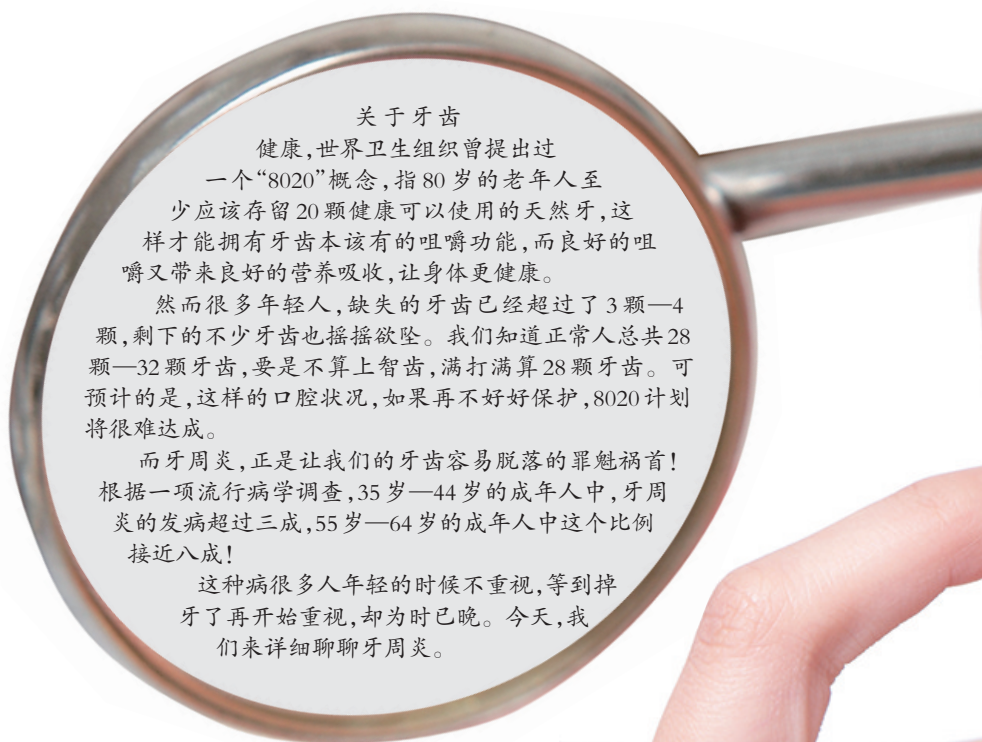 关于牙齿
健康,世界卫生组织曾提出过
一个“8020”概念,指80岁的老年人至
少应该存留20颗健康可以使用的天然牙,这
样才能拥有牙齿本该有的咀嚼功能,而良好的咀
嚼又带来良好的营养吸收,让身体更健康。
然而很多年轻人,缺失的牙齿已经超过了3颗—4
颗,剩下的不少牙齿也摇摇欲坠。我们知道正常人总共28
颗—32颗牙齿,要是不算上智齿,满打满算28颗牙齿。可
预计的是,这样的口腔状况,如果再不好好保护,8020计划
将很难达成。
而牙周炎,正是让我们的牙齿容易脱落的罪魁祸首!
根据一项流行病学调查,35岁—44岁的成年人中,牙周
炎的发病超过三成,55岁—64岁的成年人中这个比例
接近八成!
这种病很多人年轻的时候不重视,等到掉
牙了再开始重视,却为时已晚。今天,我
们来详细聊聊牙周炎。